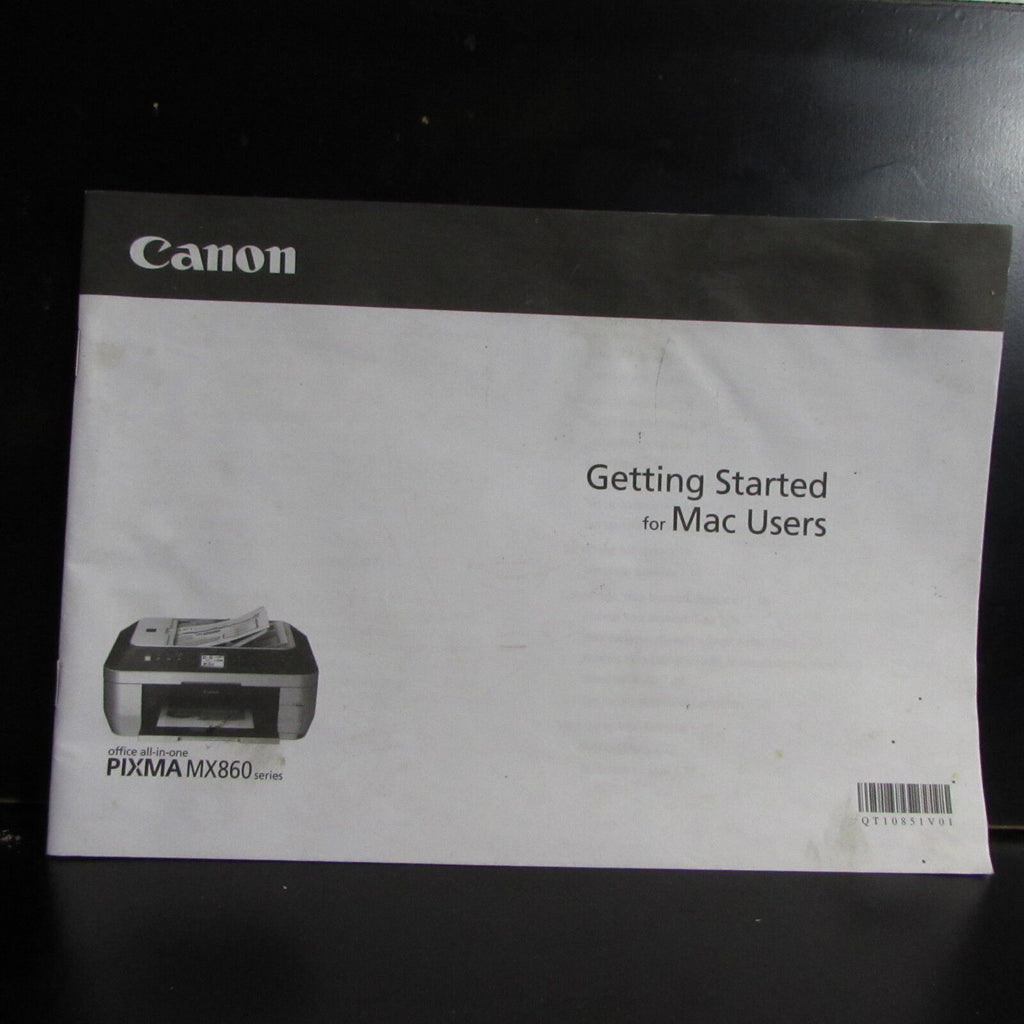 Canon
Getting Started
for Mac Users
office all-in-one
PIXMA MX860 series
QT10851V01